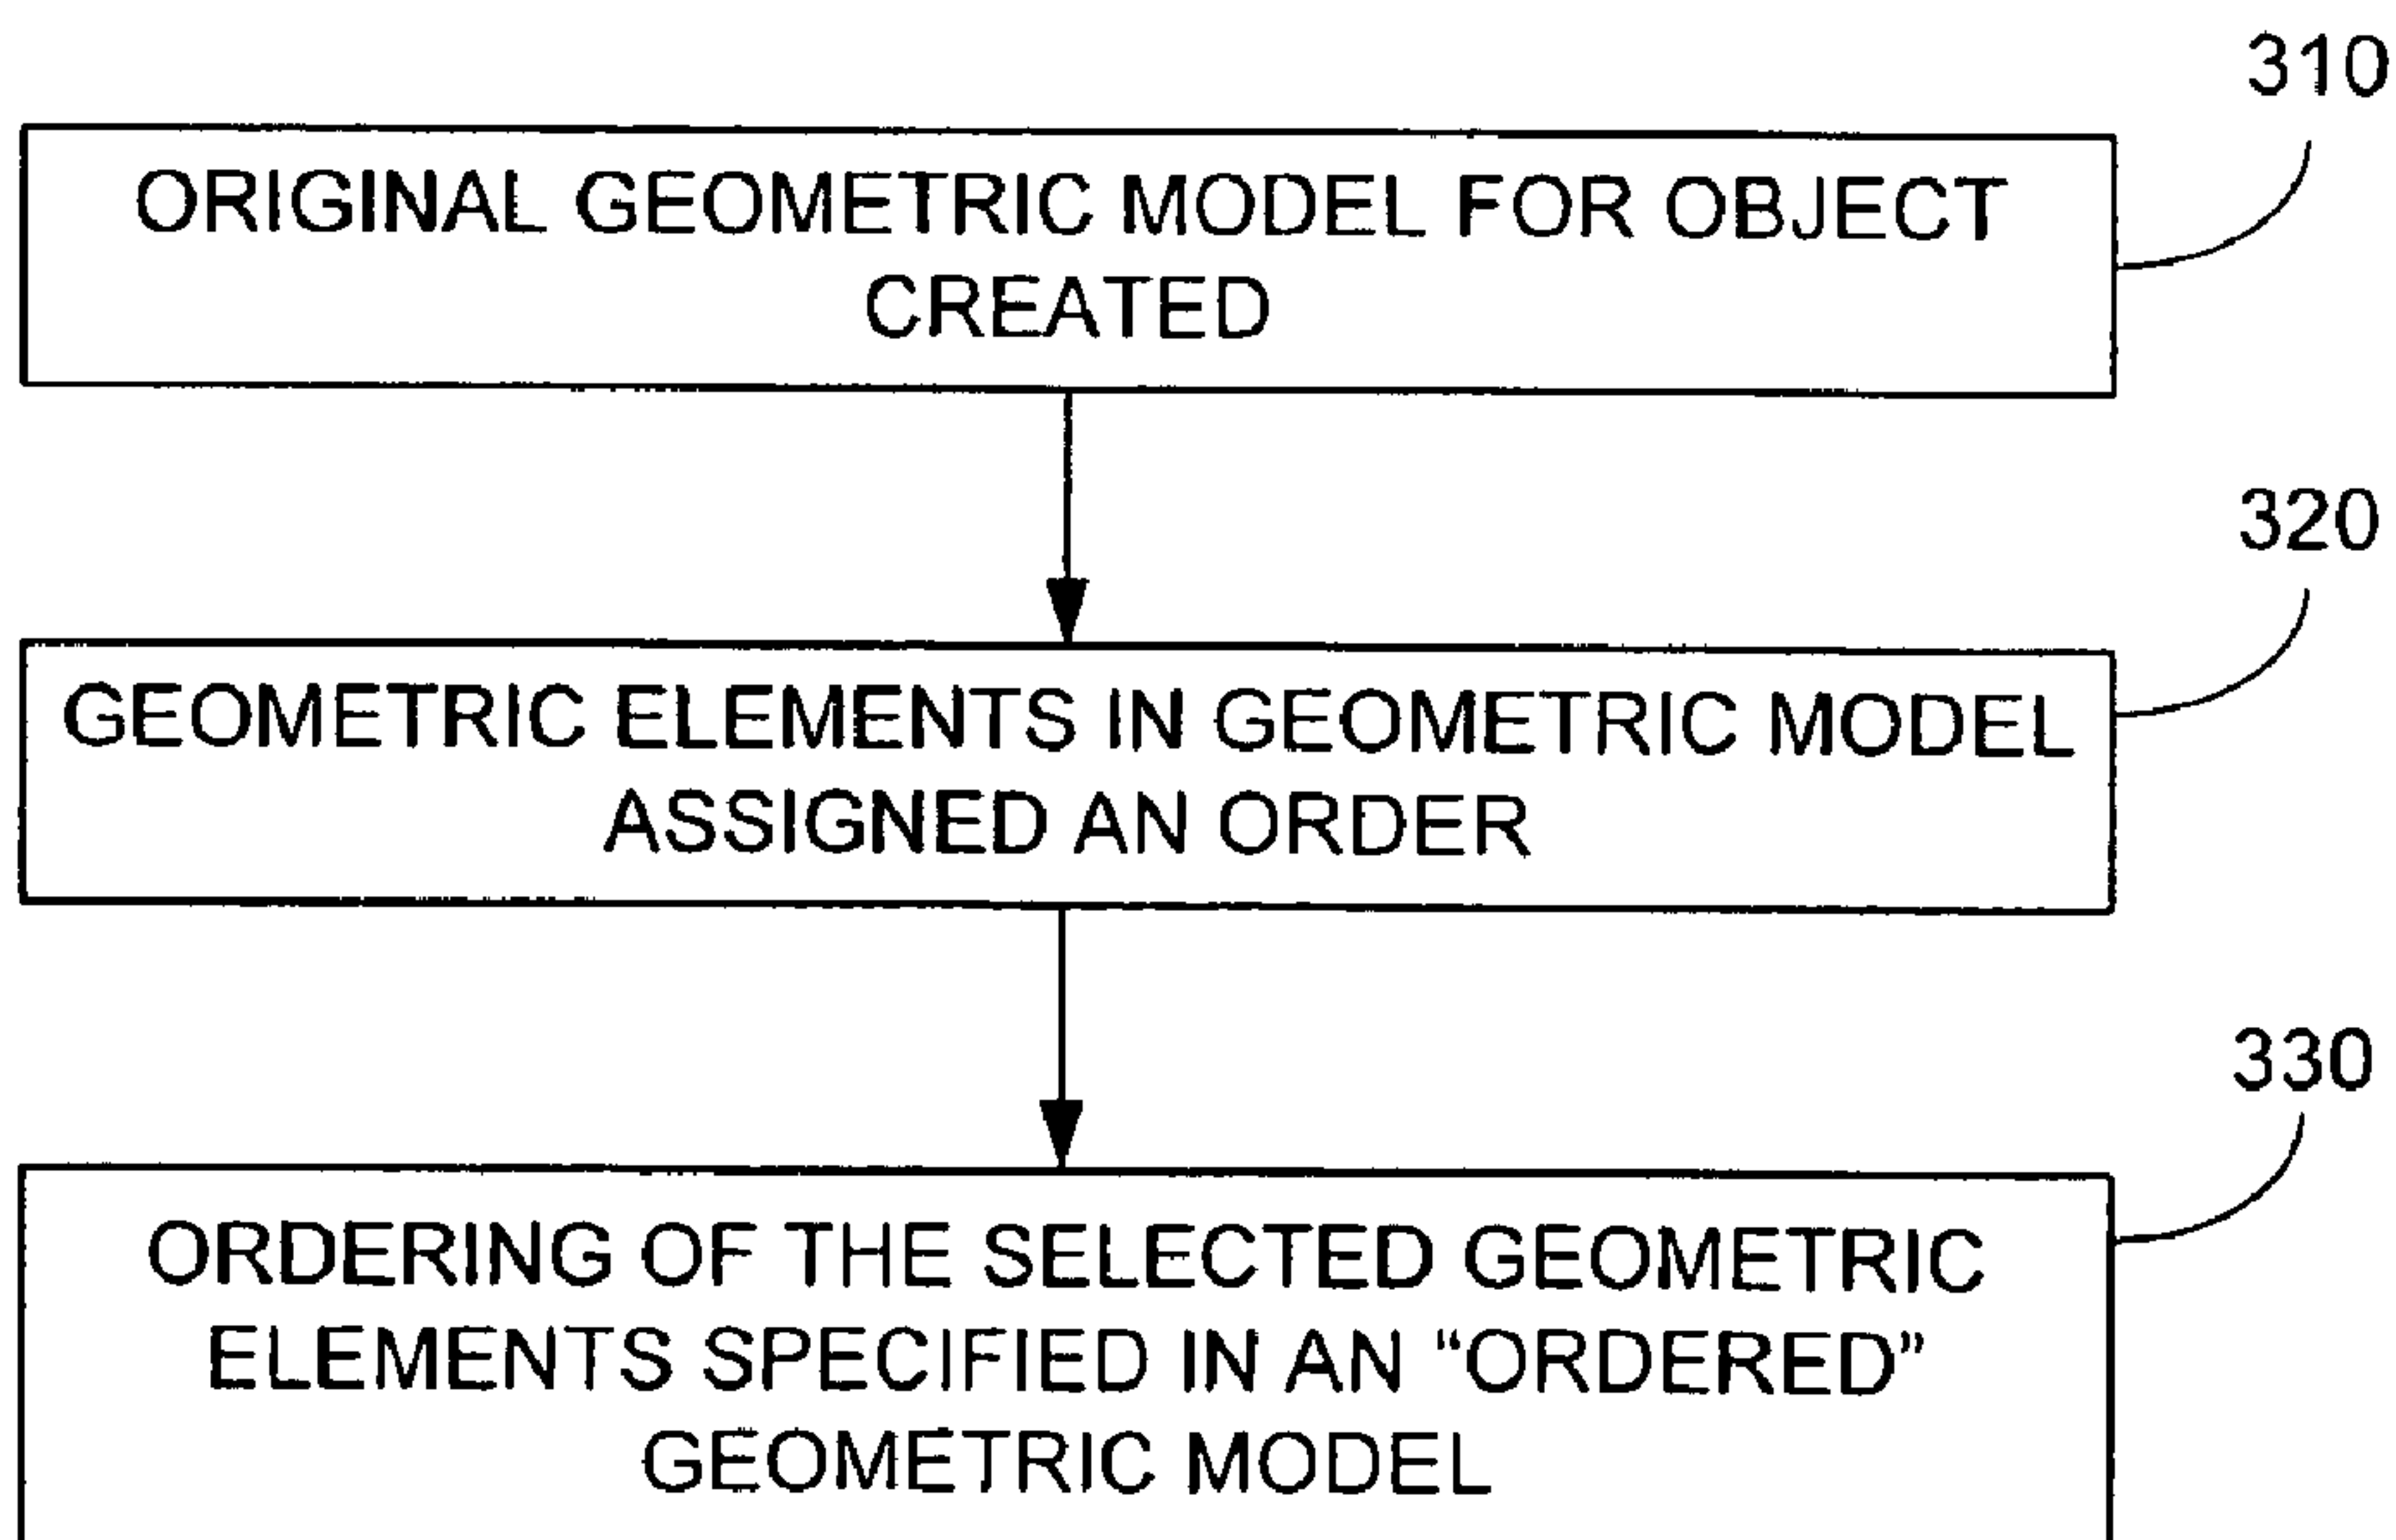 310
ORIGINAL GEOMETRIC MODEL FOR OBJECT
CREATED
320
GEOMETRIC ELEMENTS IN GEOMETRIC MODEL
ASSIGNED AN ORDER
330
ORDERING OF THE SELECTED GEOMETRIC
ELEMENTS SPECIFIED IN AN “ORDERED”
GEOMETRIC MODEL